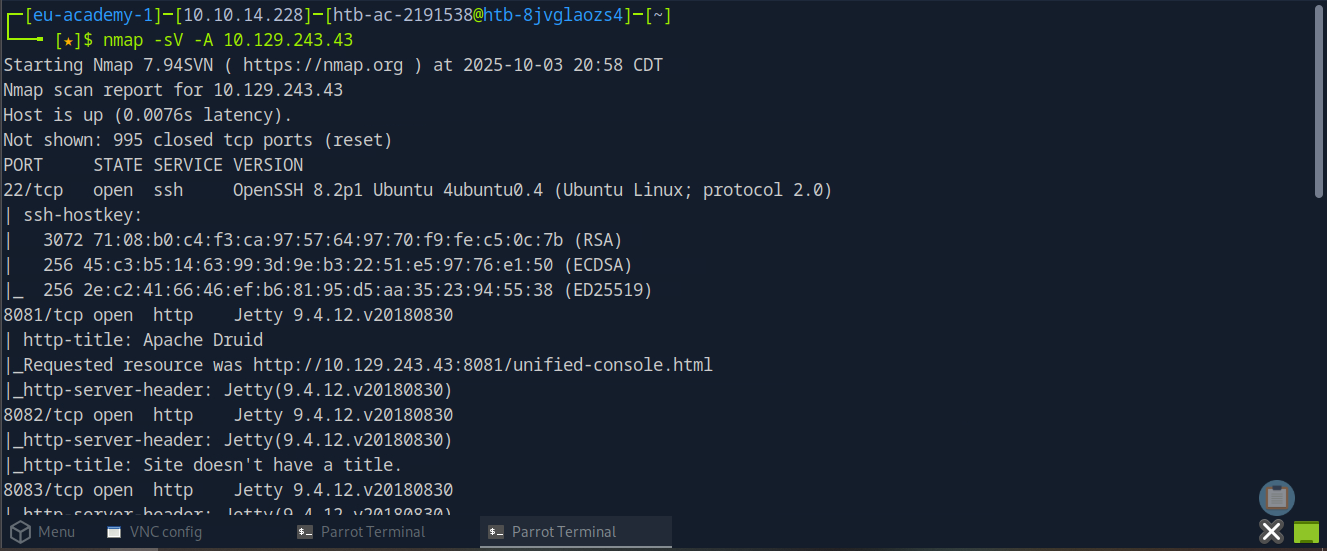 ┌─[eu-academy-1]─[10.10.14.228]─[htb-ac-2191538@htb-8jvglaozs4]─[~]
└──╼ [★]$ nmap -sV -A 10.129.243.43
Starting Nmap 7.94SVN ( https://nmap.org ) at 2025-10-03 20:58 CDT
Nmap scan report for 10.129.243.43
Host is up (0.0076s latency).
Not shown: 995 closed tcp ports (reset)
PORT     STATE SERVICE VERSION
22/tcp   open  ssh     OpenSSH 8.2p1 Ubuntu 4ubuntu0.4 (Ubuntu Linux; protocol 2.0)
| ssh-hostkey:
|   3072 71:08:b0:c4:f3:ca:97:57:64:97:70:f9:fe:c5:0c:7b (RSA)
|   256 45:c3:b5:14:63:99:3d:9e:b3:22:51:e5:97:76:e1:50 (ECDSA)
|_  256 2e:c2:41:66:46:ef:b6:81:95:d5:aa:35:23:94:55:38 (ED25519)
8081/tcp open  http    Jetty 9.4.12.v20180830
| http-title: Apache Druid
|_Requested resource was http://10.129.243.43:8081/unified-console.html
|_http-server-header: Jetty(9.4.12.v20180830)
8082/tcp open  http    Jetty 9.4.12.v20180830
|_http-server-header: Jetty(9.4.12.v20180830)
|_http-title: Site doesn't have a title.
8083/tcp open  http    Jetty 9.4.12.v20180830
|_http-server-header: Jetty(9.4.12.v20180830)
Menu VNC config Parrot Terminal Parrot Terminal